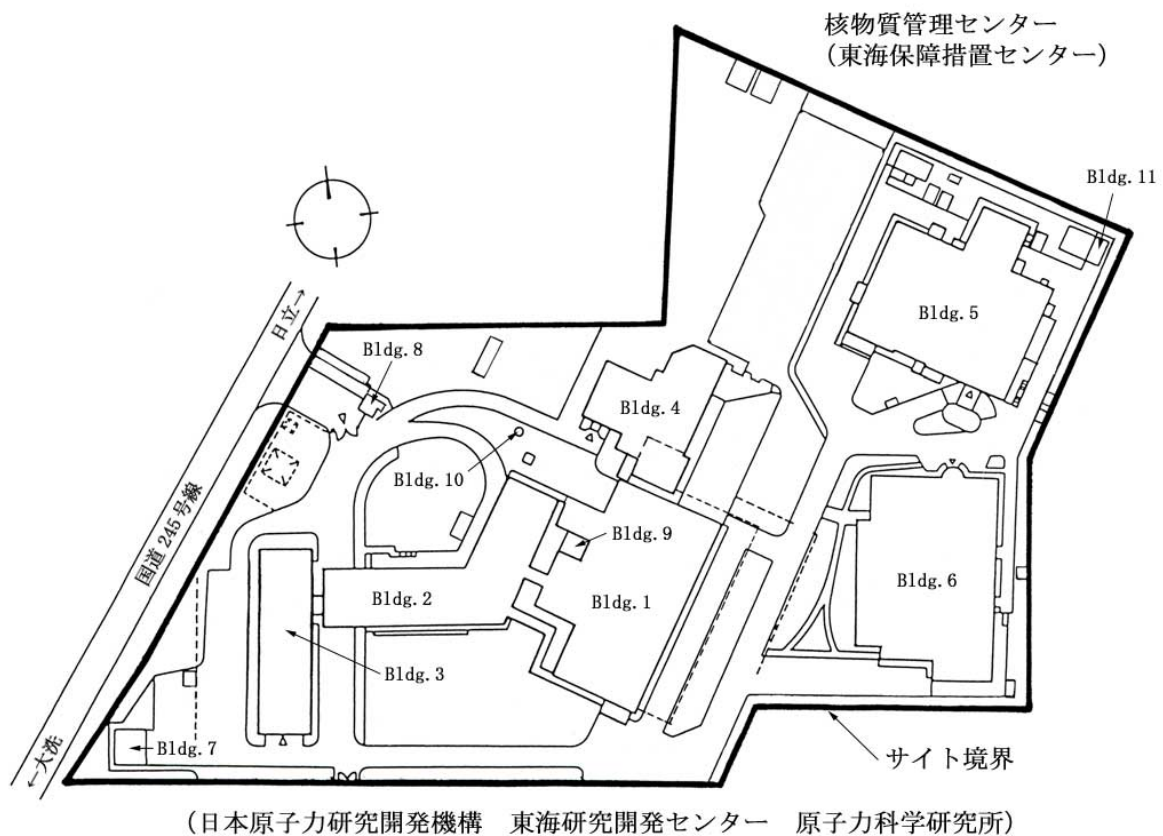 核物質管理センター
（東海保障措置センター）
Bldg. 11
Bldg. 5
日立→
Bldg. 8
Bldg. 4
Bldg. 10
国道 245 号線
Bldg. 9
Bldg. 6
Bldg. 2
Bldg. 1
Bldg. 3
Bldg. 7
サイト境界
←大洗
（日本原子力研究開発機構　東海研究開発センター　原子力科学研究所）